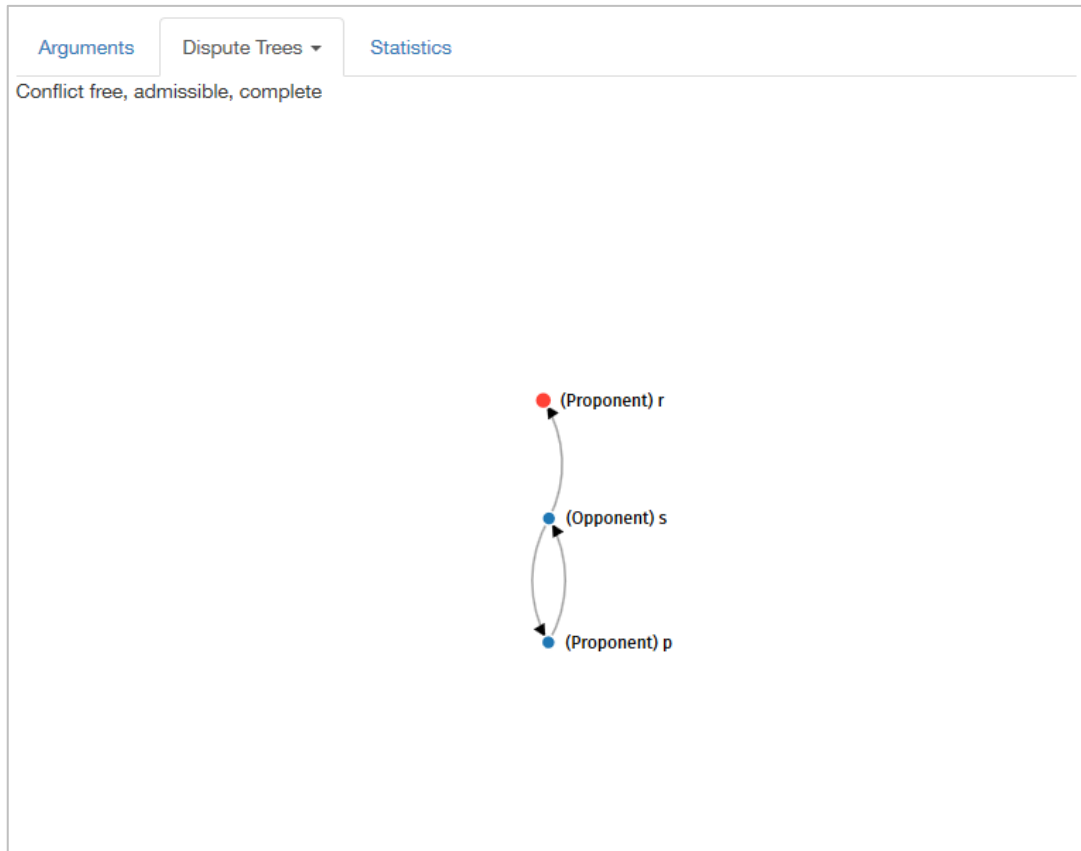 Arguments Dispute Trees Statistics
Conflict free, admissible, complete
(Proponent) r
(Opponent) s
(Proponent) p